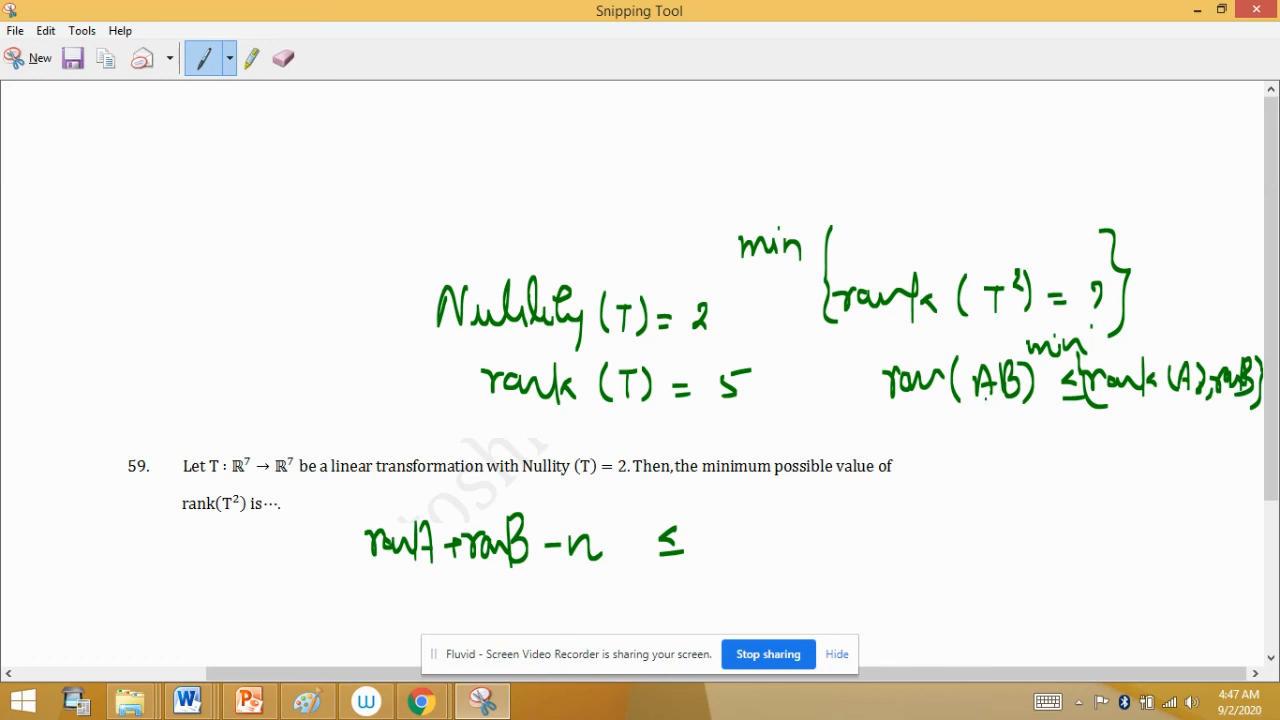 Snipping Tool
File Edit Tools Help
New
min { rank (T²) = ? }
Nullity (T) = 2
rank (T) = 5
min
ran (AB) ≤ {rank (A), ranB}
59. Let T : ℝ⁷ → ℝ⁷ be a linear transformation with Nullity (T) = 2. Then, the minimum possible value of
rank(T²) is⋯.
ranA + ranB - n ≤
Fluvid - Screen Video Recorder is sharing your screen. Stop sharing Hide
4:47 AM
9/2/2020